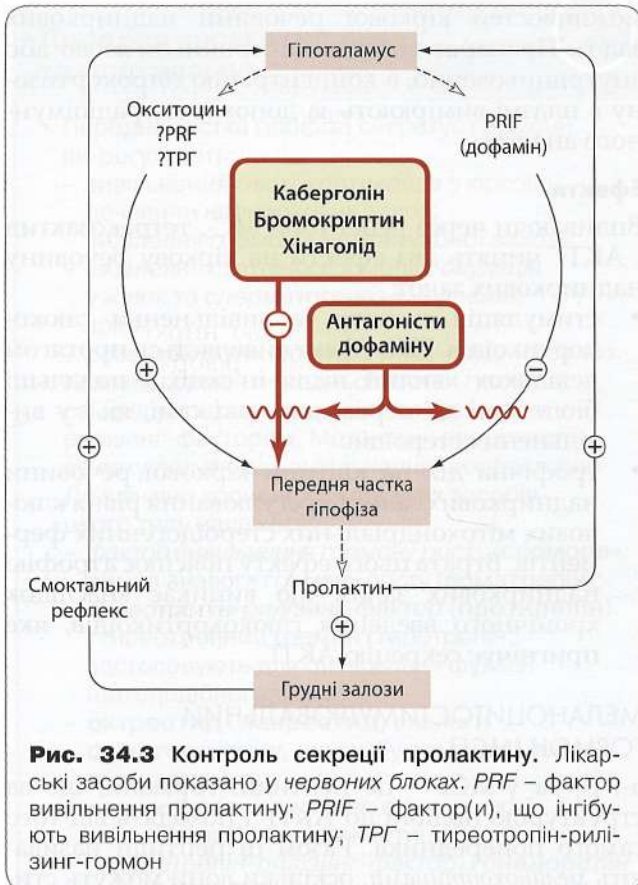 Гіпоталамус
Окситоцин
?PRF
?ТРГ
PRIF
(дофамін)
Каберголін
Бромокриптин
Хінаголід
−
Антагоністи
дофаміну
+
−
+
+
Передня частка
гіпофіза
Смоктальний
рефлекс
Пролактин
+
Грудні залози
Рис. 34.3 Контроль секреції пролактину. Лікар-
ські засоби показано у червоних блоках. PRF – фактор
вивільнення пролактину; PRIF – фактор(и), що інгібу-
ють вивільнення пролактину; ТРГ – тиреотропін-рилі-
зинг-гормон